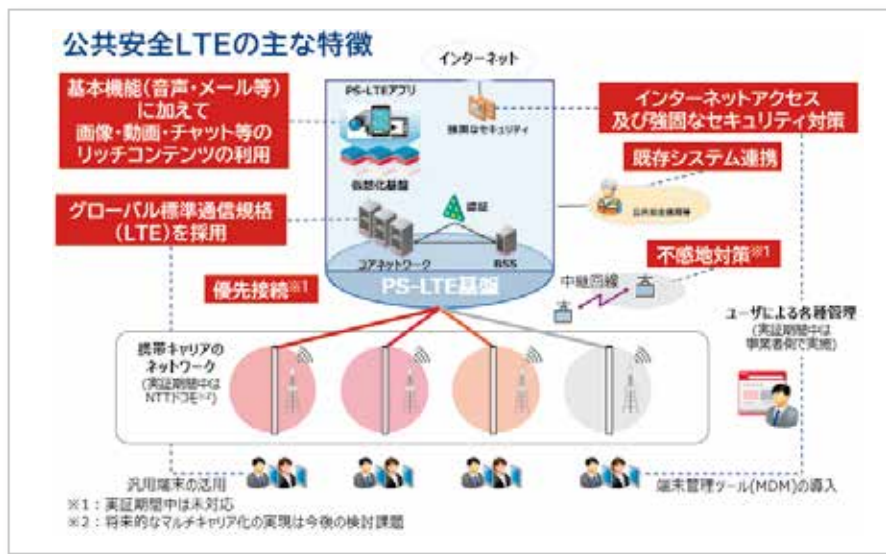 公共安全LTEの主な特徴
インターネット
基本機能(音声・メール等)
に加えて
画像・動画・チャット等の
リッチコンテンツの利用
PS-LTEアプリ
強固なセキュリティ
インターネットアクセス
及び強固なセキュリティ対策
既存システム連携
仮想化基盤
認証
公共安全機関等
グローバル標準通信規格
(LTE)を採用
コアネットワーク
BSS
PS-LTE基盤
不感地対策※1
中継回線
優先接続※1
ユーザによる各種管理
(実証期間中は
事業者側で実施)
携帯キャリアの
ネットワーク
(実証期間中は
NTTドコモ※2)
汎用端末の活用
端末管理ツール(MDM)の導入
※1:実証期間中は未対応
※2:将来的なマルチキャリア化の実現は今後の検討課題